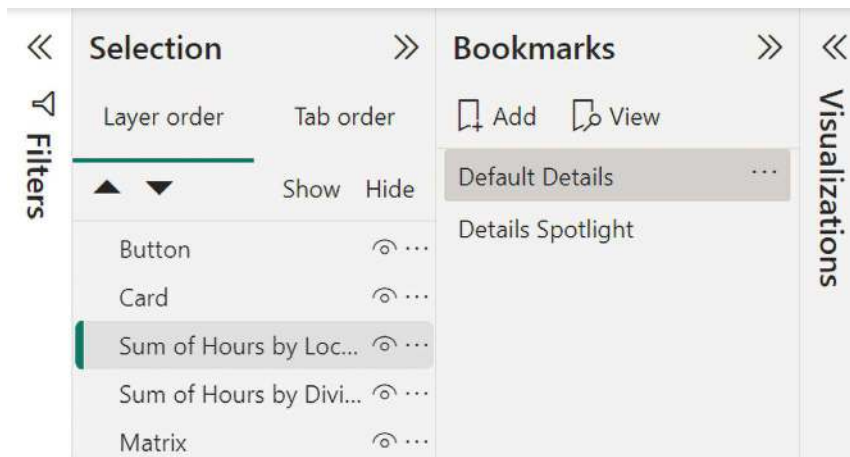 Filters
Selection
Layer order
Tab order
Show Hide
Button
Card
Sum of Hours by Loc...
Sum of Hours by Divi...
Matrix
Bookmarks
Add
View
Default Details
Details Spotlight
Visualizations